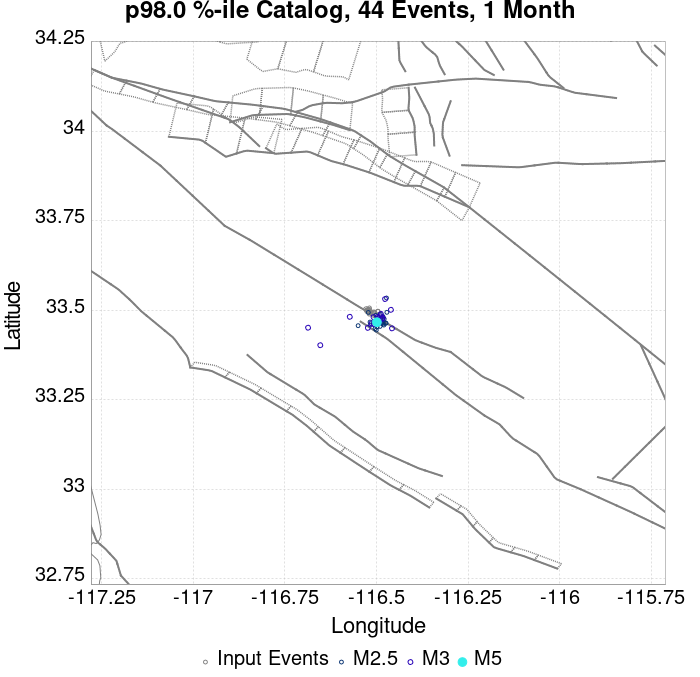 p98.0 %-ile Catalog, 44 Events, 1 Month
34.25
34
33.75
33.5
33.25
33
32.75
Latitude
-117.25 -117 -116.75 -116.5 -116.25 -116 -115.75
Longitude
Input Events M2.5 M3 M5